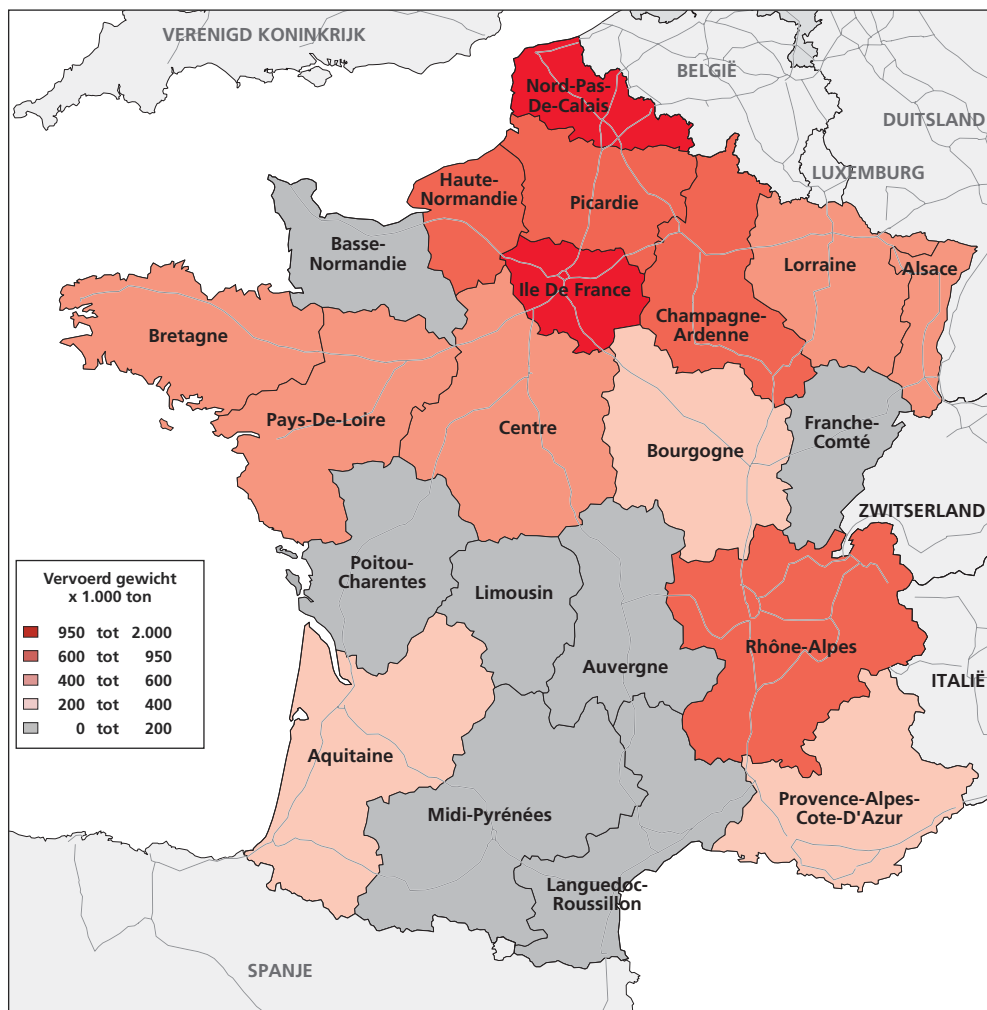 VERENIGD KONINKRIJK
BELGIË
Nord-Pas-
De-Calais
DUITSLAND
LUXEMBURG
Haute-
Normandie
Picardie
Basse-
Normandie
Lorraine
Alsace
Ile De France
Champagne-
Ardenne
Bretagne
Pays-De-Loire
Centre
Franche-
Comté
Bourgogne
ZWITSERLAND
Poitou-
Charentes
Limousin
Vervoerd gewicht
x 1.000 ton
950 tot 2.000
600 tot 950
400 tot 600
200 tot 400
0 tot 200
Auvergne
Rhône-Alpes
ITALIË
Aquitaine
Midi-Pyrénées
Provence-Alpes-
Cote-D'Azur
Languedoc-
Roussillon
SPANJE